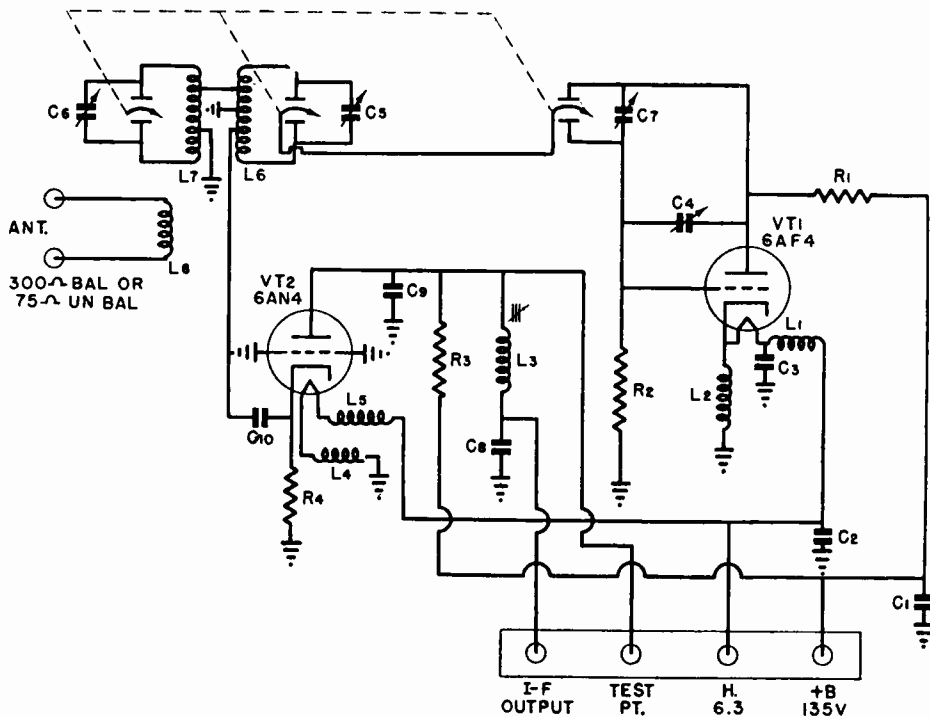 C6
L7
L6
C5
C7
R1
C4
VT1
6AF4
ANT.
L8
300Ω BAL OR
75Ω UN BAL
VT2
6AN4
C9
R3
L3
R2
L1
C3
L2
L5
C10
L4
C8
R4
C2
C1
I-F
OUTPUT
TEST
PT.
H.
6.3
+B
135V